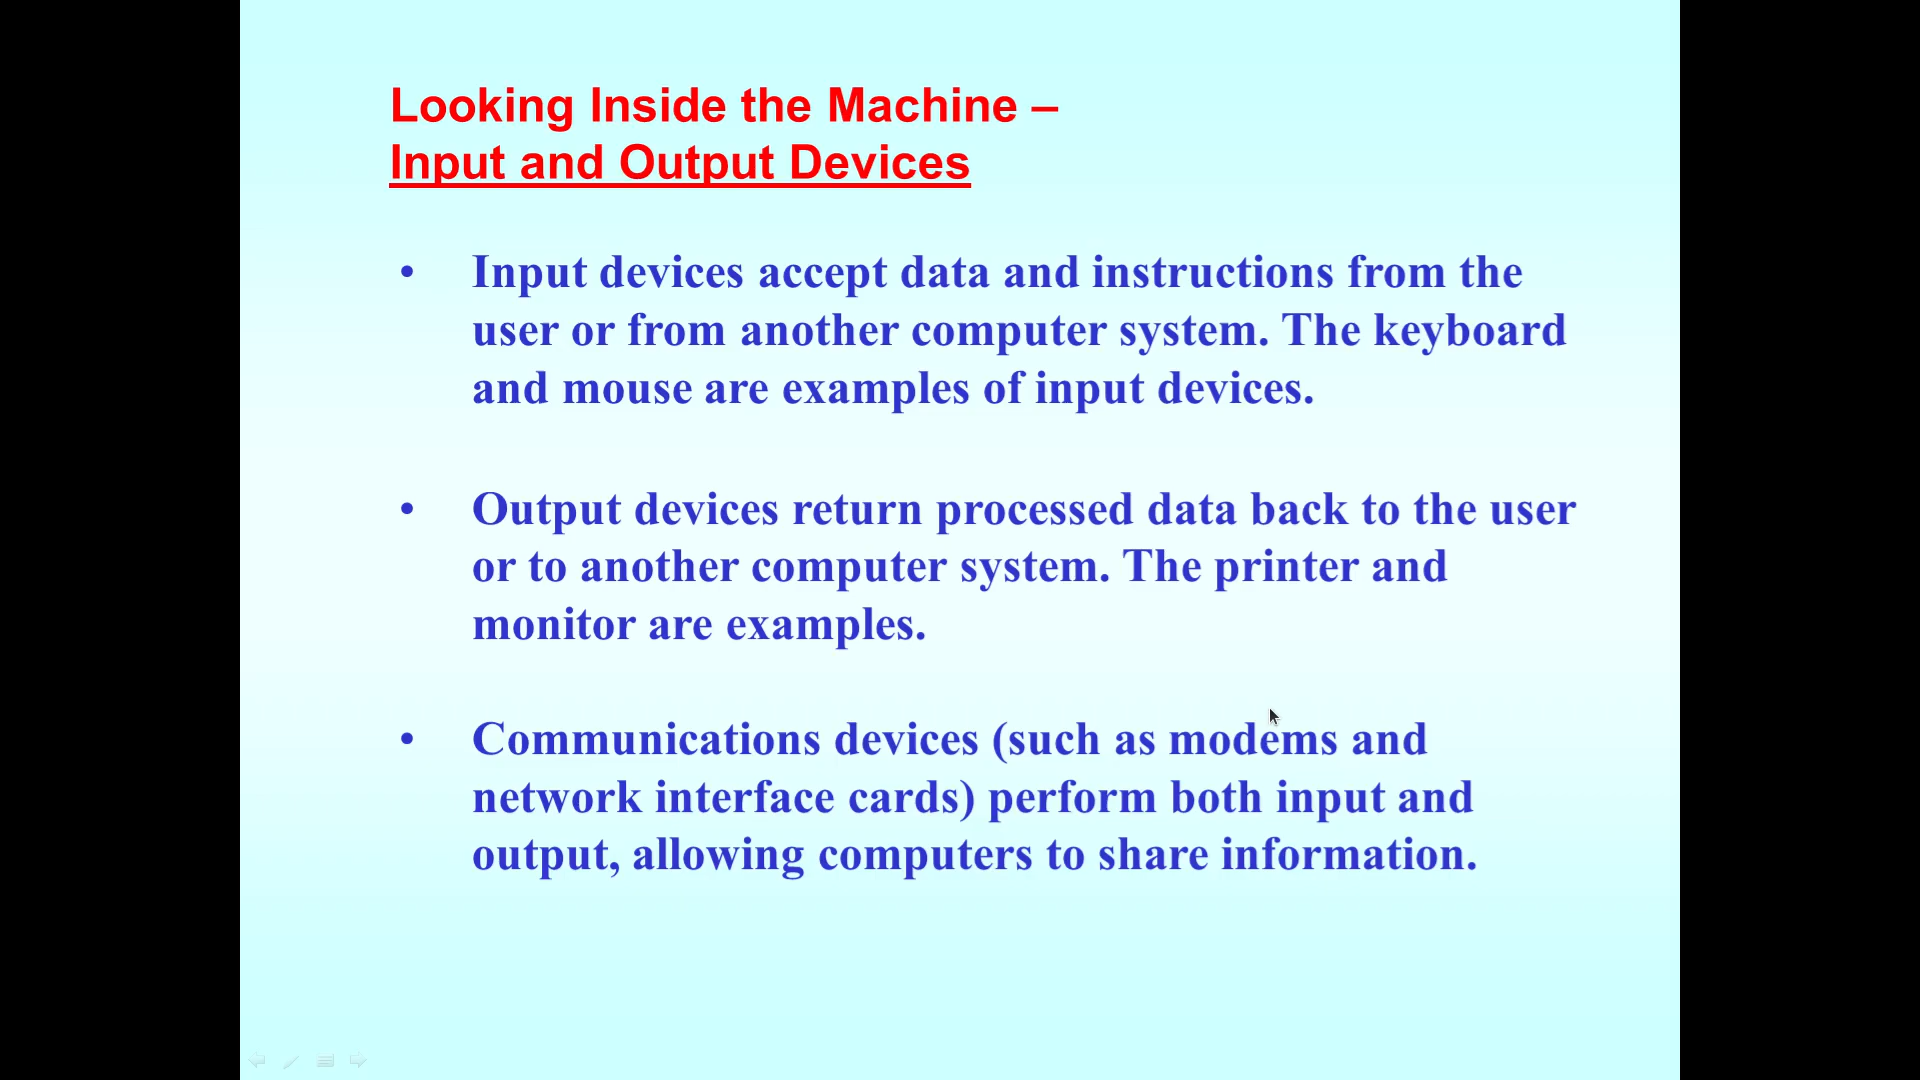 Looking Inside the Machine –
Input and Output Devices
• Input devices accept data and instructions from the
user or from another computer system. The keyboard
and mouse are examples of input devices.
• Output devices return processed data back to the user
or to another computer system. The printer and
monitor are examples.
• Communications devices (such as modems and
network interface cards) perform both input and
output, allowing computers to share information.